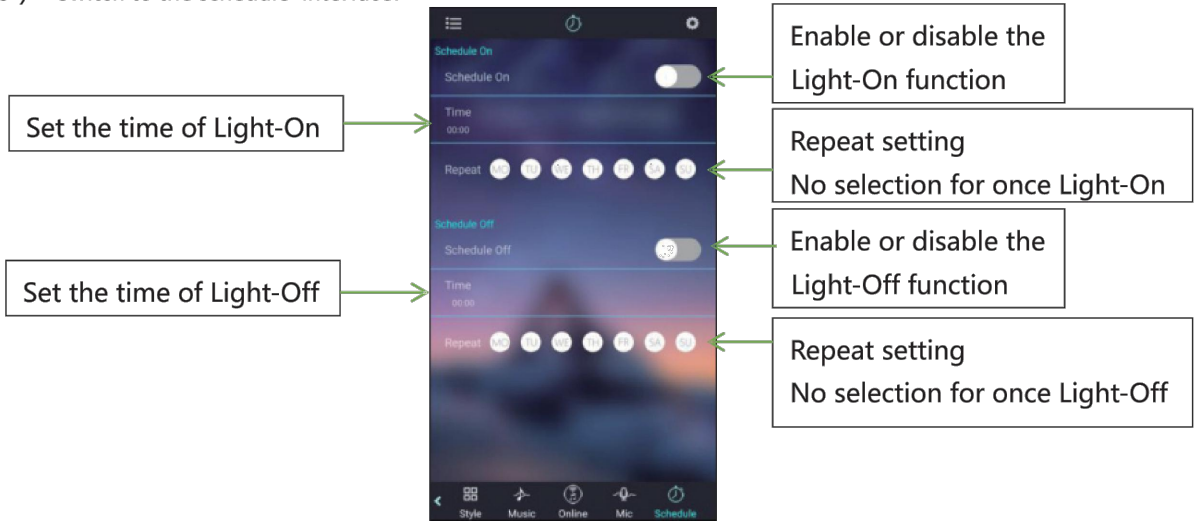 Schedule On
Schedule On
Enable or disable the
Light-On function
Set the time of Light-On
Time
00:00
Repeat MO TU WE TH FR SA SU
Repeat setting
No selection for once Light-On
Schedule Off
Schedule Off
Enable or disable the
Light-Off function
Set the time of Light-Off
Time
00:00
Repeat MO TU WE TH FR SA SU
Repeat setting
No selection for once Light-Off
Style Music Online Mic Schedule